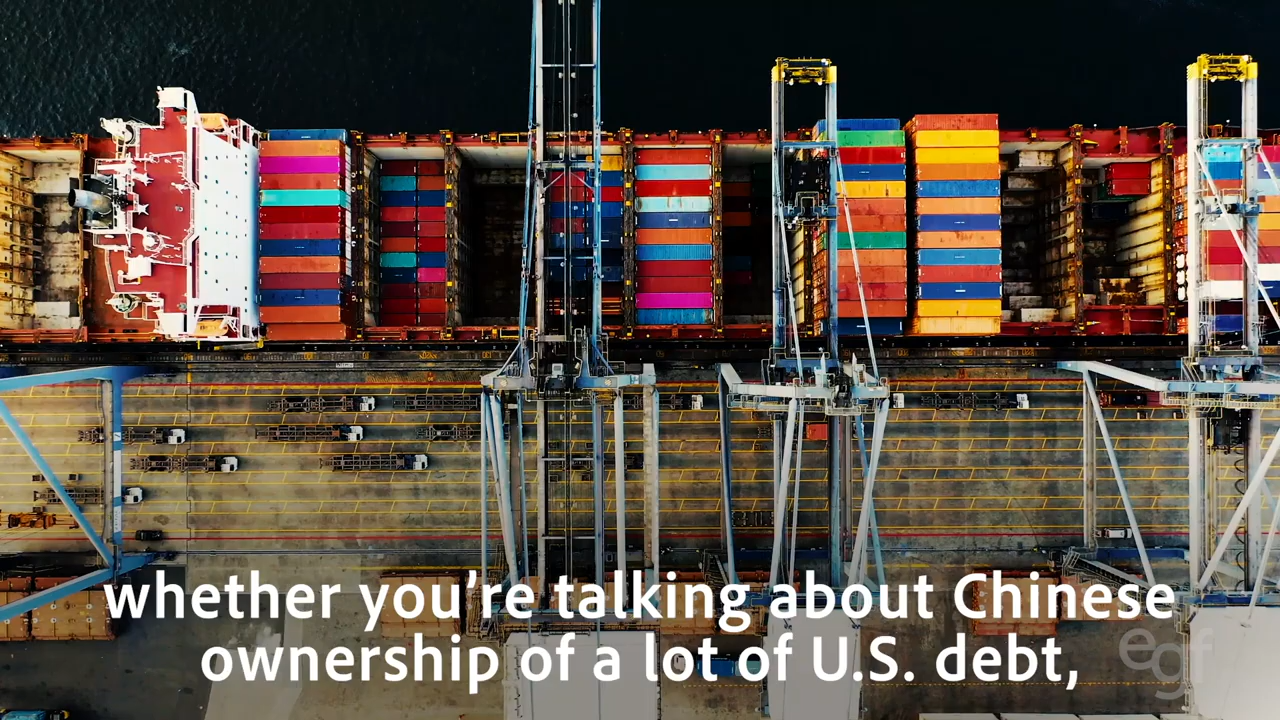 whether you're talking about Chinese
ownership of a lot of U.S. debt,
egf